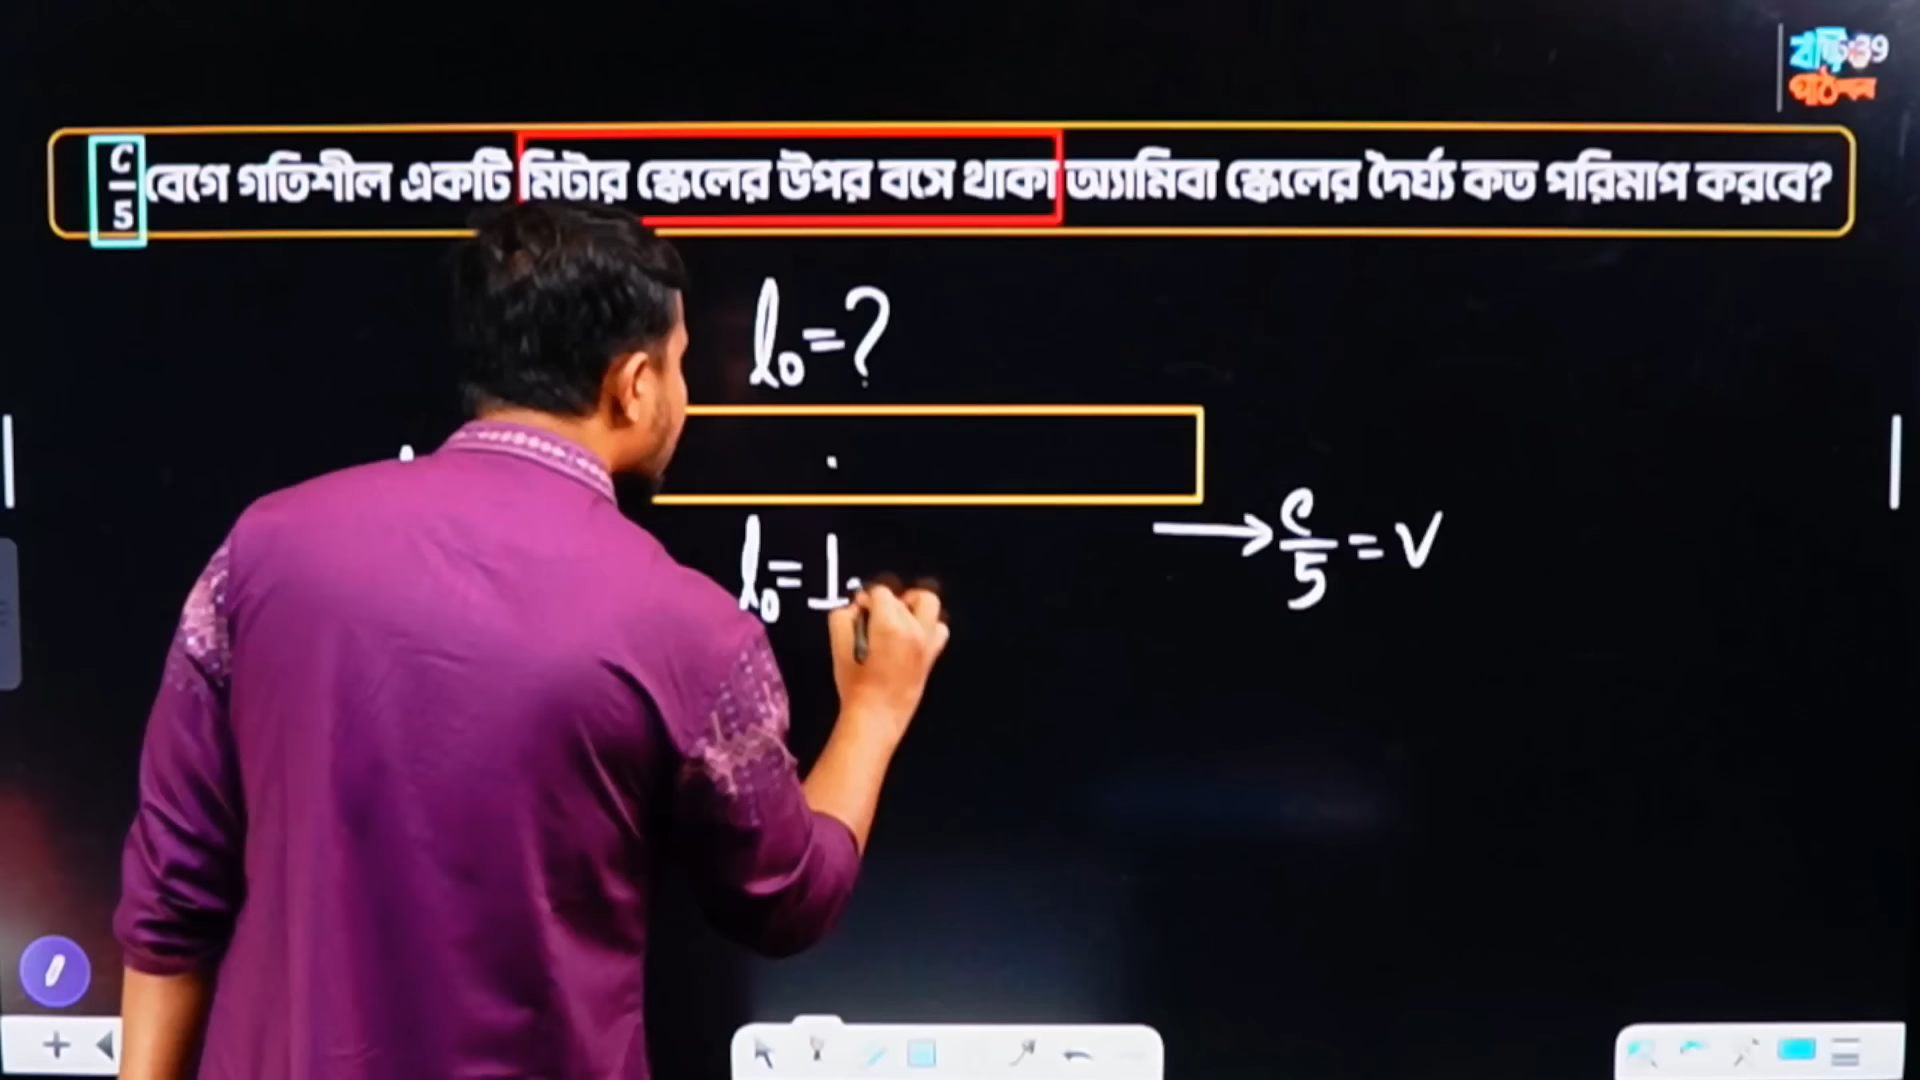 C/5 বেগে গতিশীল একটি মিটার স্কেলের উপর বসে থাকা অ্যামিবা স্কেলের দৈর্ঘ্য কত পরিমাপ করবে?
l₀=?
l₀=1
→ c/5 = v